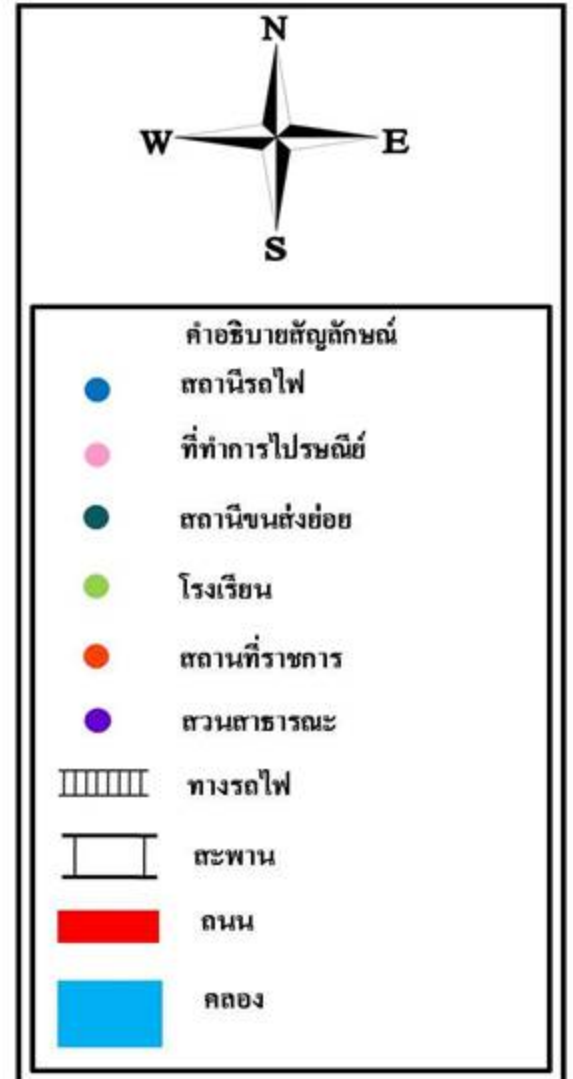 N
W E
S
คำอธิบายสัญลักษณ์
สถานีรถไฟ
ที่ทำการไปรษณีย์
สถานีขนส่งย่อย
โรงเรียน
สถานที่ราชการ
สวนสาธารณะ
ทางรถไฟ
สะพาน
ถนน
คลอง